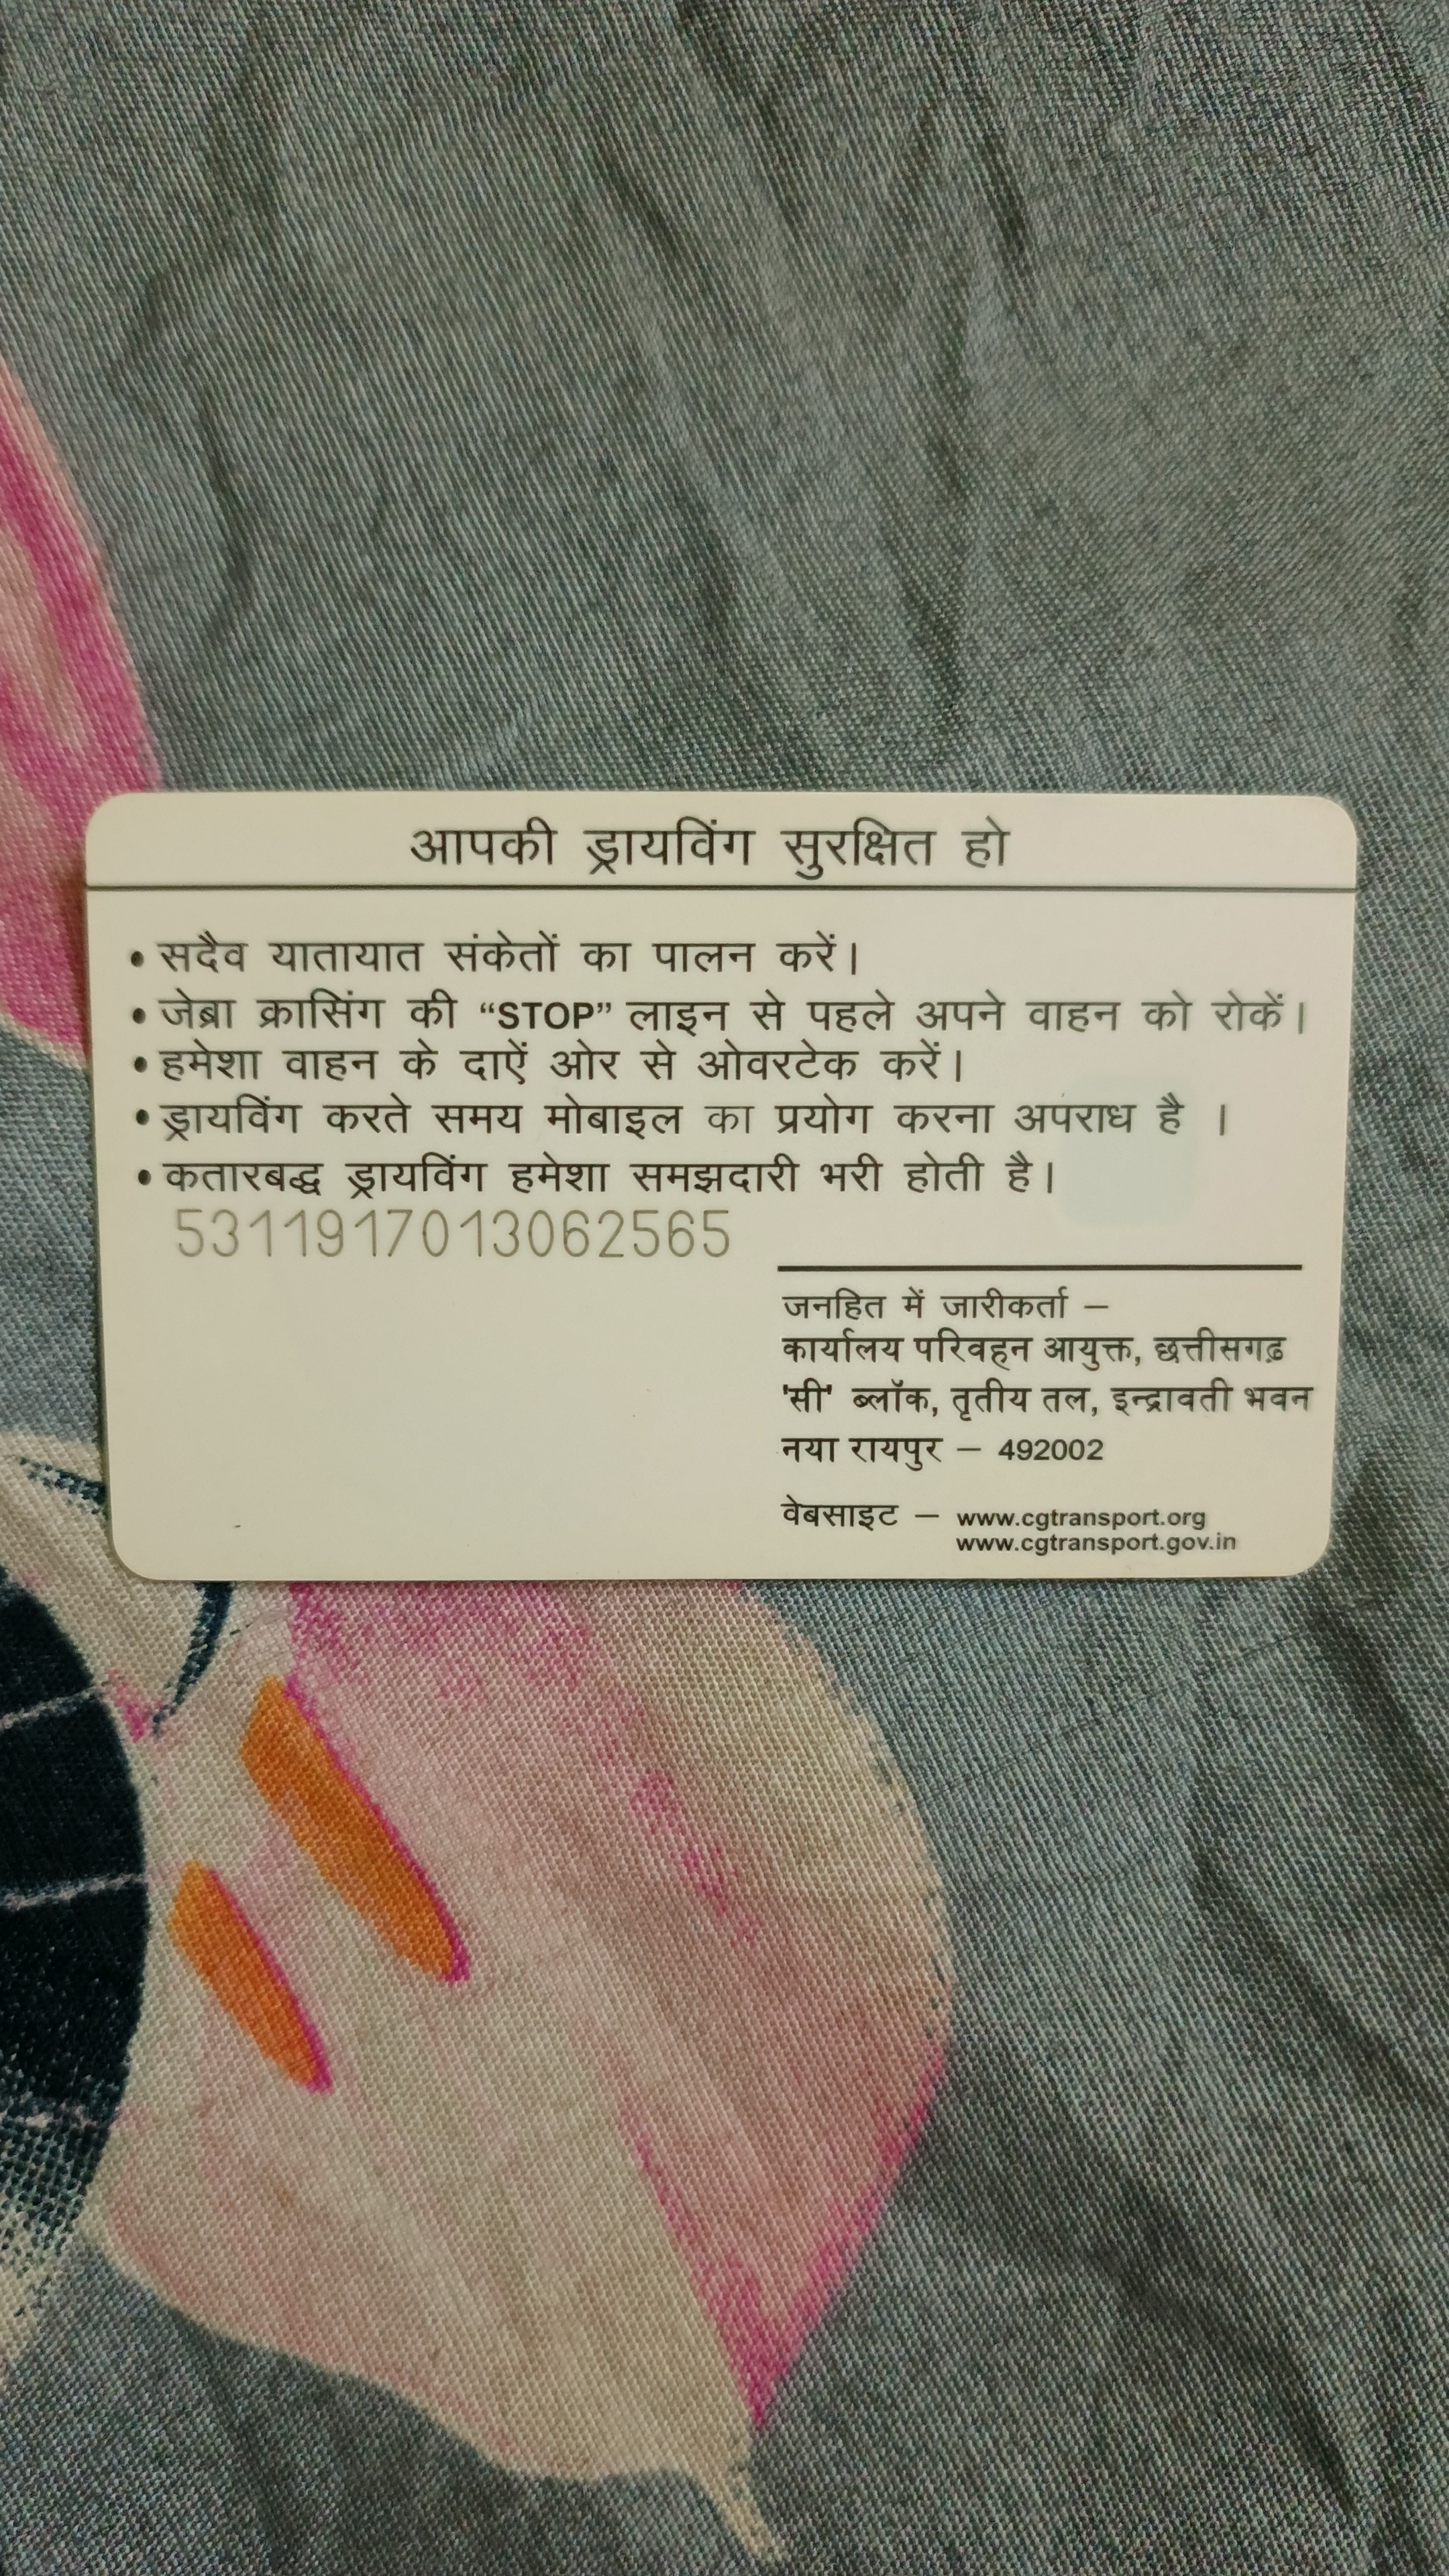 आपकी ड्रायविंग सुरक्षित हो
• सदैव यातायात संकेतों का पालन करें।
• जेब्रा क्रासिंग की “STOP” लाइन से पहले अपने वाहन को रोकें।
• हमेशा वाहन के दाऐं ओर से ओवरटेक करें।
• ड्रायविंग करते समय मोबाइल का प्रयोग करना अपराध है ।
• कतारबद्ध ड्रायविंग हमेशा समझदारी भरी होती है।
5311917013062565
जनहित में जारीकर्ता –
कार्यालय परिवहन आयुक्त, छत्तीसगढ़
'सी' ब्लॉक, तृतीय तल, इन्द्रावती भवन
नया रायपुर – 492002
वेबसाइट – www.cgtransport.org
www.cgtransport.gov.in